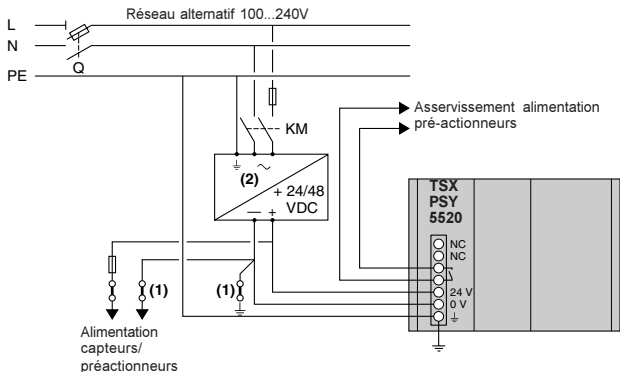 Réseau alternatif 100...240V
L
N
Q
PE
Asservissement alimentation
pré-actionneurs
KM
(2)
+ 24/48
VDC
— +
TSX
PSY
5520
NC
NC
24 V
0 V
(1)
(1)
Alimentation
capteurs/
préactionneurs